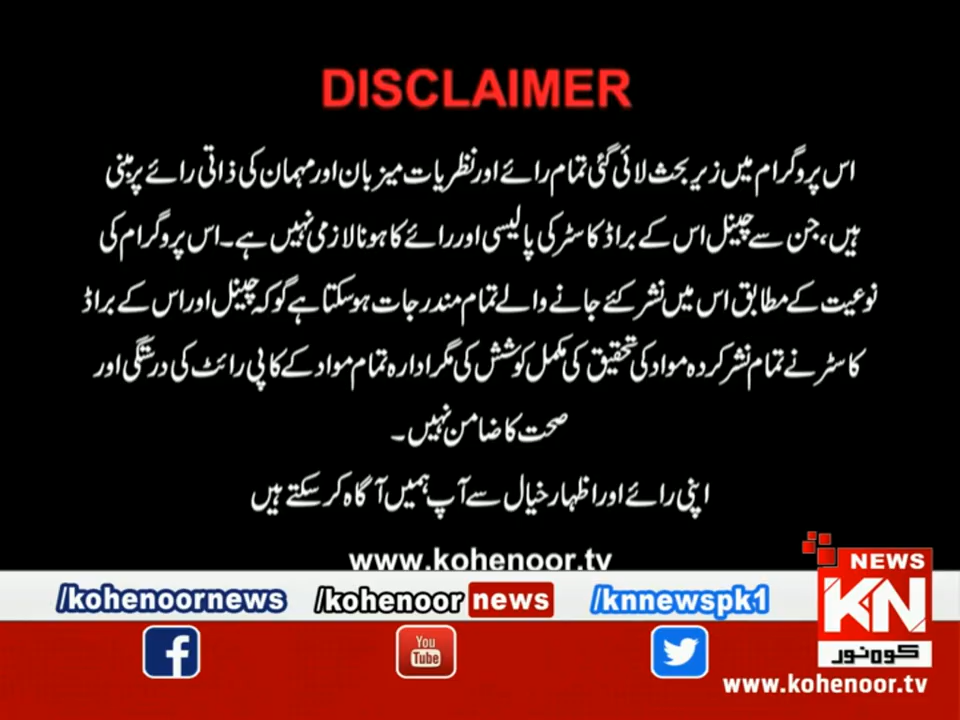 DISCLAIMER
اس پروگرام میں زیرِ بحث لائی گئی تمام رائے اور نظریات میزبان اور مہمان کی ذاتی رائے پر مبنی
ہیں، جن سے چینل اس کے براڈ کاسٹر کی پالیسی اور رائے کا ہونا لازمی نہیں ہے۔ اس پروگرام کی
نوعیت کے مطابق اس میں نشر کئے جانے والے تمام مندرجات ہو سکتا ہے گو کہ چینل اور اس کے براڈ
کاسٹر نے تمام نشر کردہ مواد کی تحقیق کی مکمل کوشش کی مگر ادارہ تمام مواد کے کاپی رائٹ کی درستگی اور
صحت کا ضامن نہیں۔
اپنی رائے اور اظہار خیال سے آپ ہمیں آگاہ کر سکتے ہیں
www.kohenoor.tv
/kohenoornews /kohenoor news /knnewspk1
You Tube
NEWS
KN
کوہ نور
www.kohenoor.tv